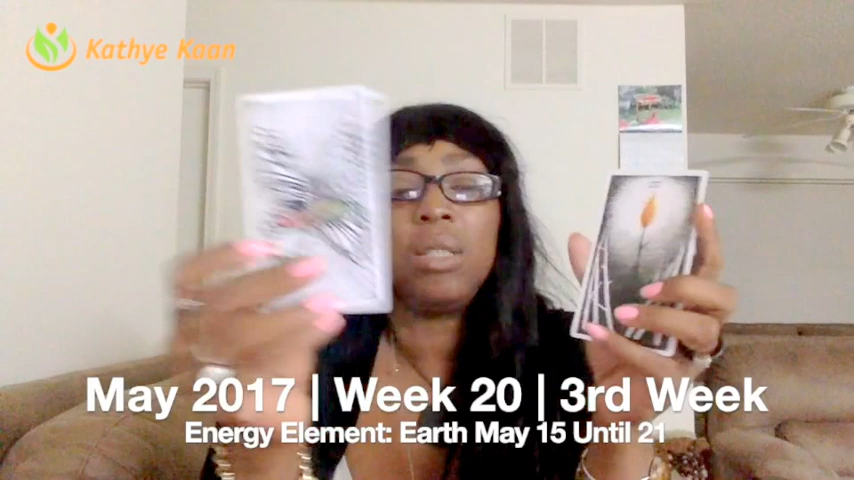 Kathye Kaan
May 2017 | Week 20 | 3rd Week
Energy Element: Earth May 15 Until 21